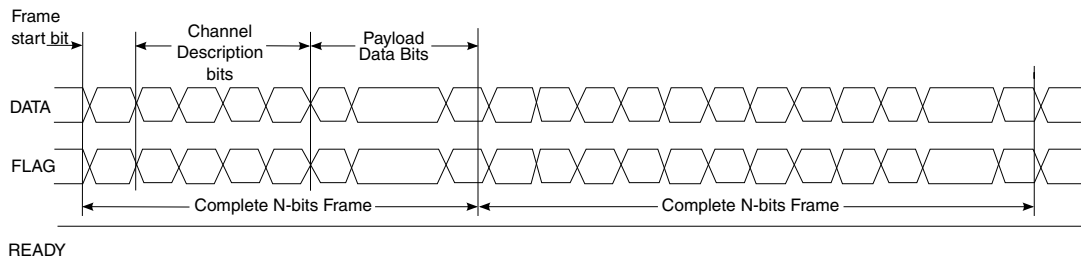 Frame
start bit
Channel
Description
bits
Payload
Data Bits
DATA
FLAG
Complete N-bits Frame
Complete N-bits Frame
READY